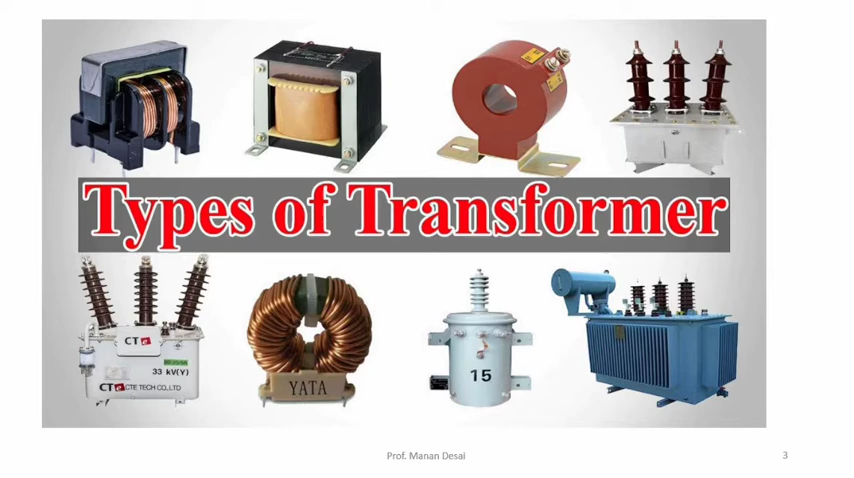 Types of Transformer
CT e
33 kV(Y)
CT e CTE TECH CO.,LTD
YATA
15
Prof. Manan Desai
3